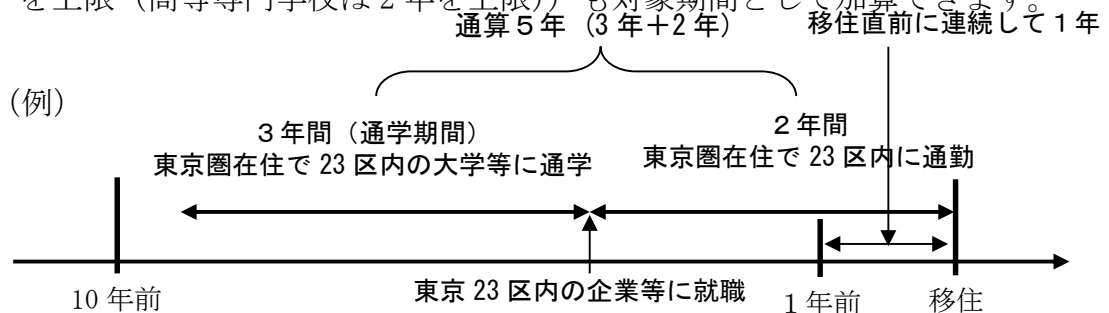 を上限（高等専門学校は２年を上限））も対象期間として加算できます。
通算５年（３年＋２年）
移住直前に連続して１年
（例）
３年間（通学期間）
東京圏在住で 23 区内の大学等に通学
２年間
東京圏在住で 23 区内に通勤
東京 23 区内の企業等に就職
10 年前
１年前
移住